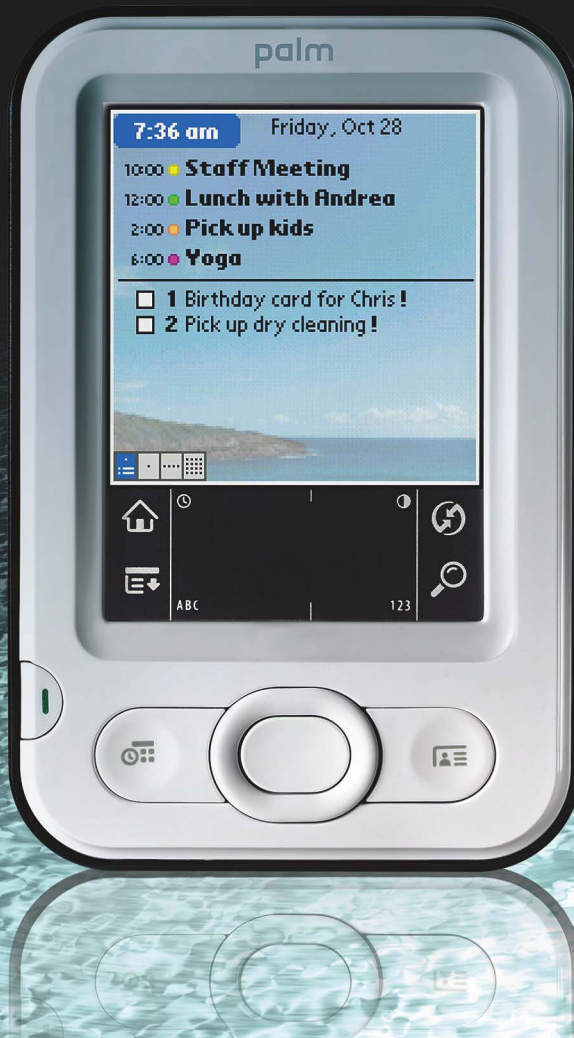 palm
7:36 am Friday, Oct 28
10:00 Staff Meeting
12:00 Lunch with Andrea
2:00 Pick up kids
6:00 Yoga
1 Birthday card for Chris!
2 Pick up dry cleaning!
ABC 123